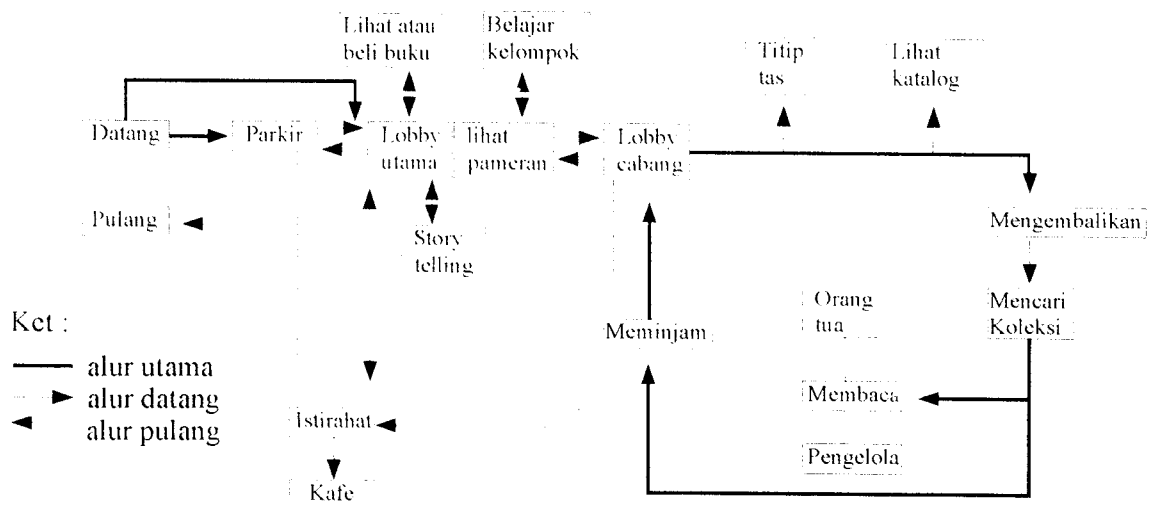 Lihat atau
beli buku
Belajar
kelompok
Titip
tas
Lihat
katalog
Datang
Parkir
Lobby
utama
lihat
pameran
Lobby
cabang
Pulang
Story
telling
Mengembalikan
Orang
tua
Mencari
Koleksi
Meminjam
Membaca
Pengelola
Istirahat
Kafe
Ket :
alur utama
alur datang
alur pulang